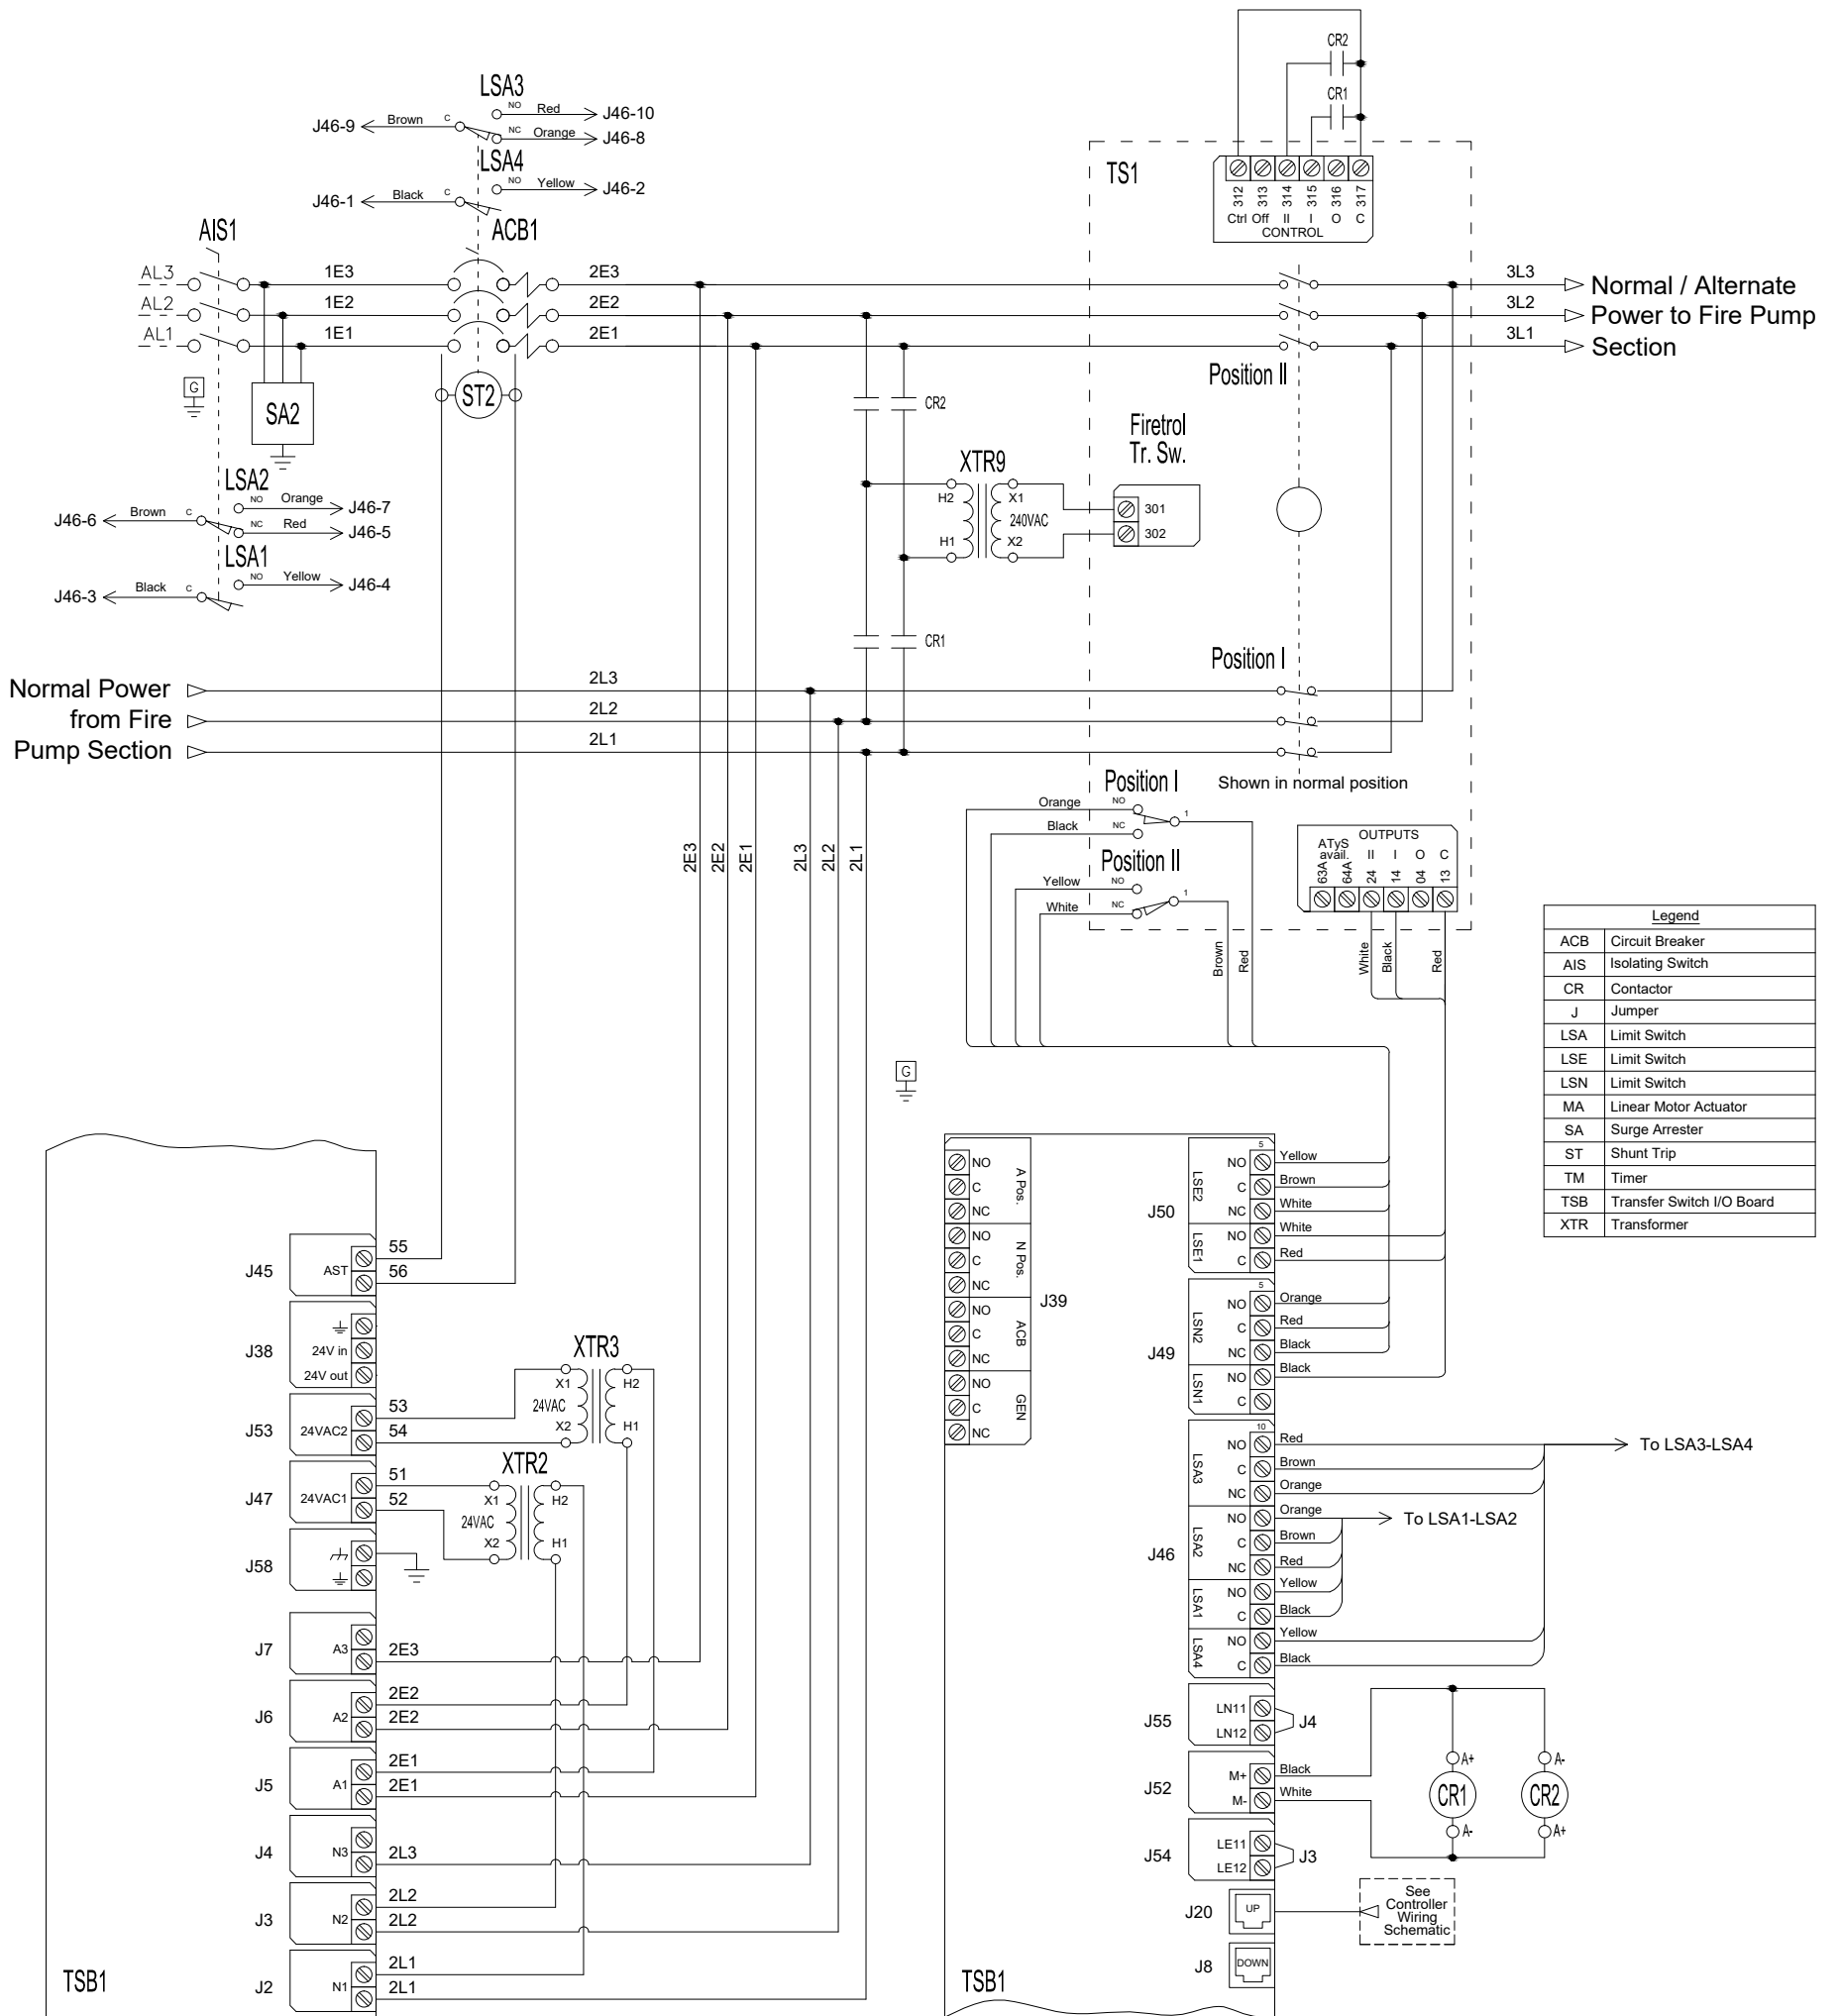 CR2
CR1
LSA3
NO Red J46-10
J46-9 Brown C
NC Orange J46-8
LSA4
NO Yellow J46-2
J46-1 Black C
TS1
312 313 314 315 316 317
Ctrl Off II I O C
CONTROL
AIS1
ACB1
AL3 1E3 2E3 3L3
AL2 1E2 2E2 3L2
AL1 1E1 2E1 3L1
Normal / Alternate
Power to Fire Pump
Section
Position II
G
SA2
ST2
CR2
Firetrol
Tr. Sw.
XTR9
H2 X1
240VAC
H1 X2
301
302
LSA2
NO Orange J46-7
J46-6 Brown C
NC Red J46-5
LSA1
NO Yellow J46-4
J46-3 Black C
CR1
Position I
Normal Power
from Fire
Pump Section
2L3
2L2
2L1
Shown in normal position
Position I
Orange NO
1
Black NC
Position II
Yellow NO
1
White NC
2E3 2E2 2E1 2L3 2L2 2L1
OUTPUTS
ATyS
avail. II I O C
63A 64A 24 14 04 13
Brown Red White Black Red
Legend
ACB Circuit Breaker
AIS Isolating Switch
CR Contactor
J Jumper
LSA Limit Switch
LSE Limit Switch
LSN Limit Switch
MA Linear Motor Actuator
SA Surge Arrester
ST Shunt Trip
TM Timer
TSB Transfer Switch I/O Board
XTR Transformer
G
J45 AST 55
56
J38 24V in
24V out
XTR3
X1 H2
24VAC
X2 H1
J53 24VAC2 53
54
XTR2
X1 H2
24VAC
X2 H1
J47 24VAC1 51
52
J58
J7 A3 2E3
J6 A2 2E2
2E2
J5 A1 2E1
2E1
J4 N3 2L3
J3 N2 2L2
2L2
J2 N1 2L1
2L1
TSB1
J39
NO
C
NC
A Pos.
NO
C
NC
N Pos.
NO
C
NC
ACB
NO
C
NC
GEN
J50
5
LSE2
NO Yellow
C Brown
NC White
LSE1
NO White
C Red
J49
5
LSN2
NO Orange
C Red
NC Black
LSN1
NO Black
C
J46
10
LSA3
NO Red
C Brown
NC Orange
To LSA3-LSA4
LSA2
NO Orange
C Brown
NC Red
To LSA1-LSA2
LSA1
NO Yellow
C Black
LSA4
NO Yellow
C Black
J55 LN11
LN12
J4
J52 M+ Black
M- White
A+ A-
CR1 CR2
A- A+
J54 LE11
LE12
J3
J20 UP
See
Controller
Wiring
Schematic
J8 DOWN
TSB1